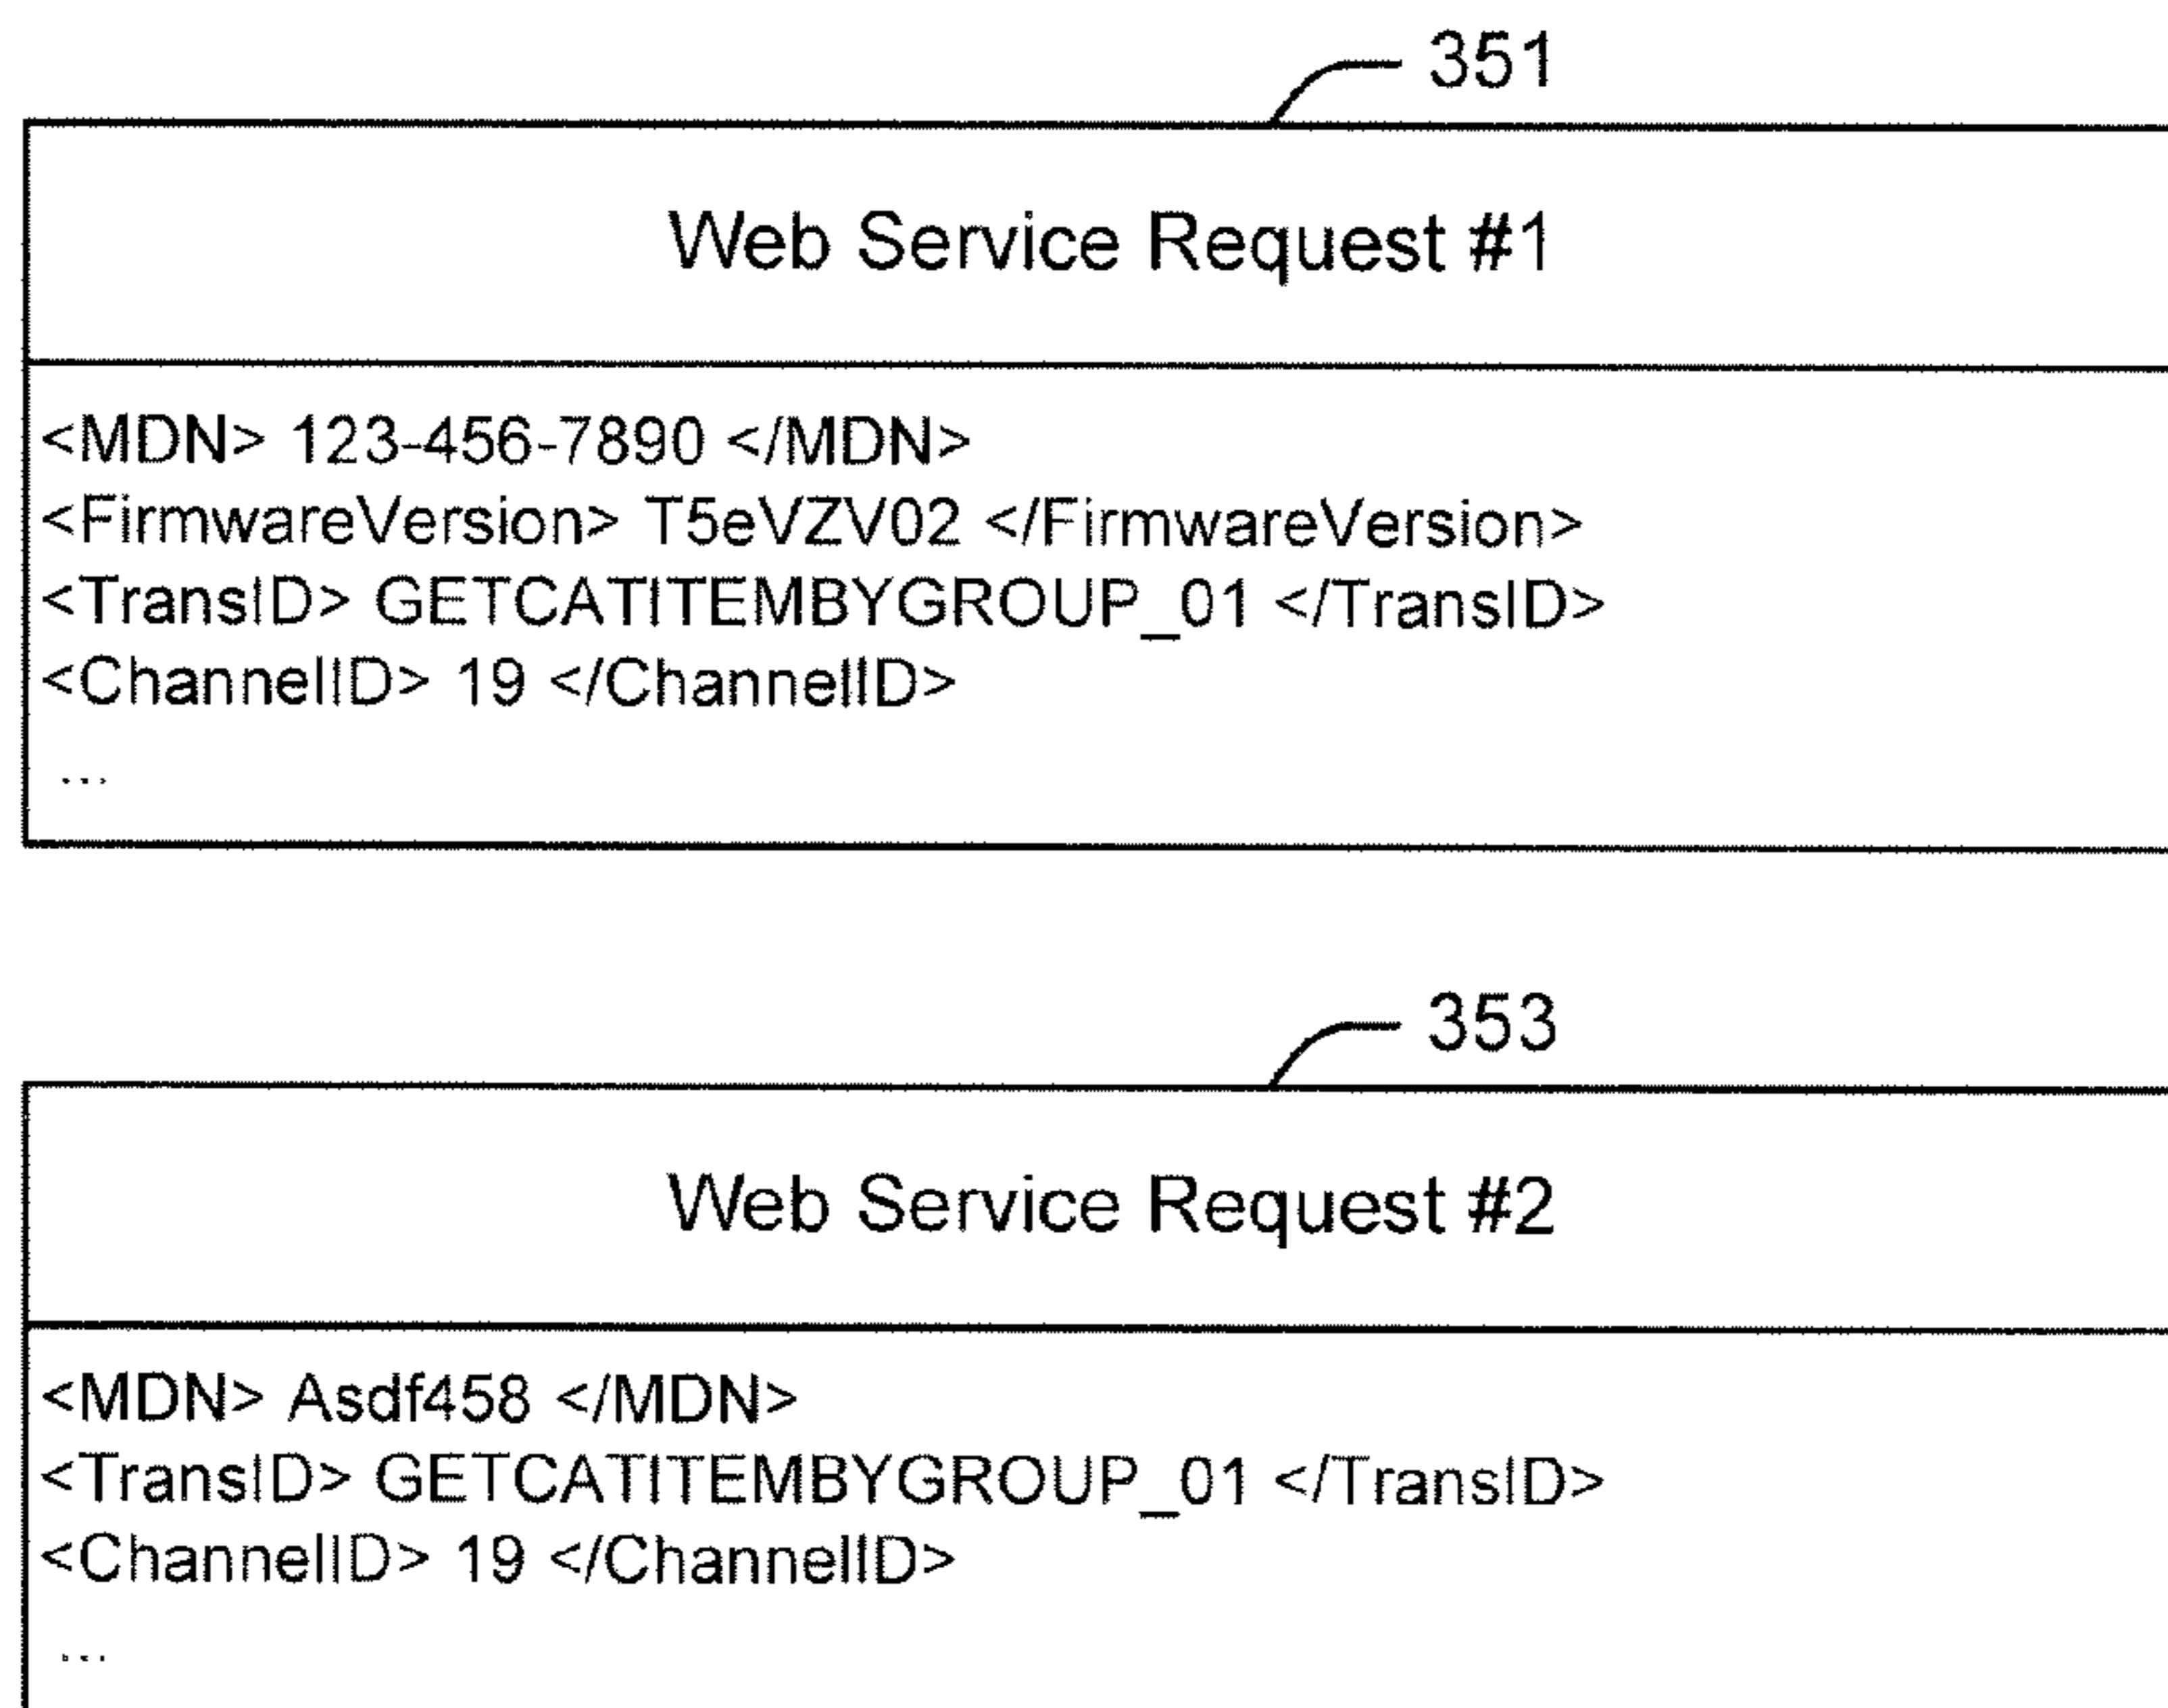 351
Web Service Request #1
<MDN> 123-456-7890 </MDN>
<FirmwareVersion> T5eVZV02 </FirmwareVersion>
<TransID> GETCATITEMBYGROUP_01 </TransID>
<ChannelID> 19 </ChannelID>
...
353
Web Service Request #2
<MDN> Asdf458 </MDN>
<TransID> GETCATITEMBYGROUP_01 </TransID>
<ChannelID> 19 </ChannelID>
...